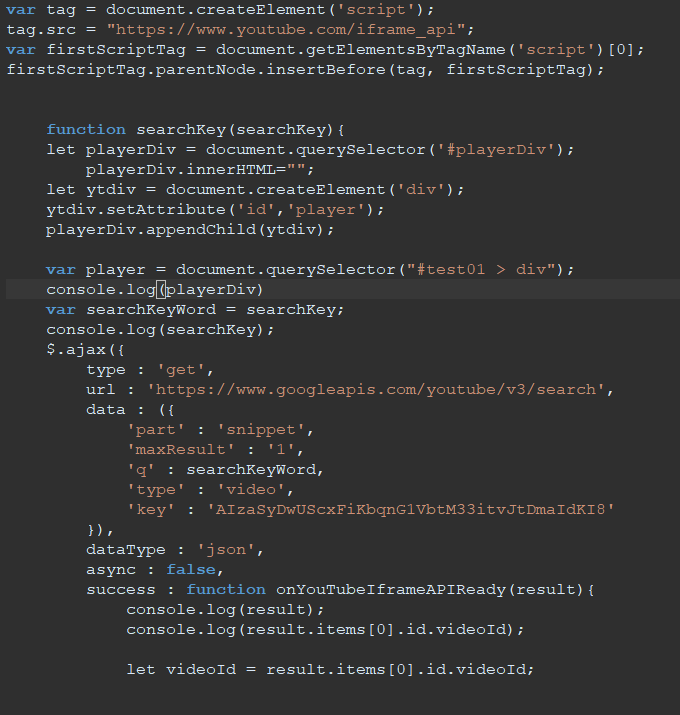 var tag = document.createElement('script');
tag.src = "https://www.youtube.com/iframe_api";
var firstScriptTag = document.getElementsByTagName('script')[0];
firstScriptTag.parentNode.insertBefore(tag, firstScriptTag);
function searchKey(searchKey){
let playerDiv = document.querySelector('#playerDiv');
playerDiv.innerHTML="";
let ytdiv = document.createElement('div');
ytdiv.setAttribute('id','player');
playerDiv.appendChild(ytdiv);
var player = document.querySelector("#test01 > div");
console.log(playerDiv)
var searchKeyWord = searchKey;
console.log(searchKey);
$.ajax({
type : 'get',
url : 'https://www.googleapis.com/youtube/v3/search',
data : ({
'part' : 'snippet',
'maxResult' : '1',
'q' : searchKeyWord,
'type' : 'video',
'key' : 'AIzaSyDwUScxFiKbqnG1VbtM33itvJtDmaIdKI8'
}),
dataType : 'json',
async : false,
success : function onYouTubeIframeAPIReady(result){
console.log(result);
console.log(result.items[0].id.videoId);
let videoId = result.items[0].id.videoId;